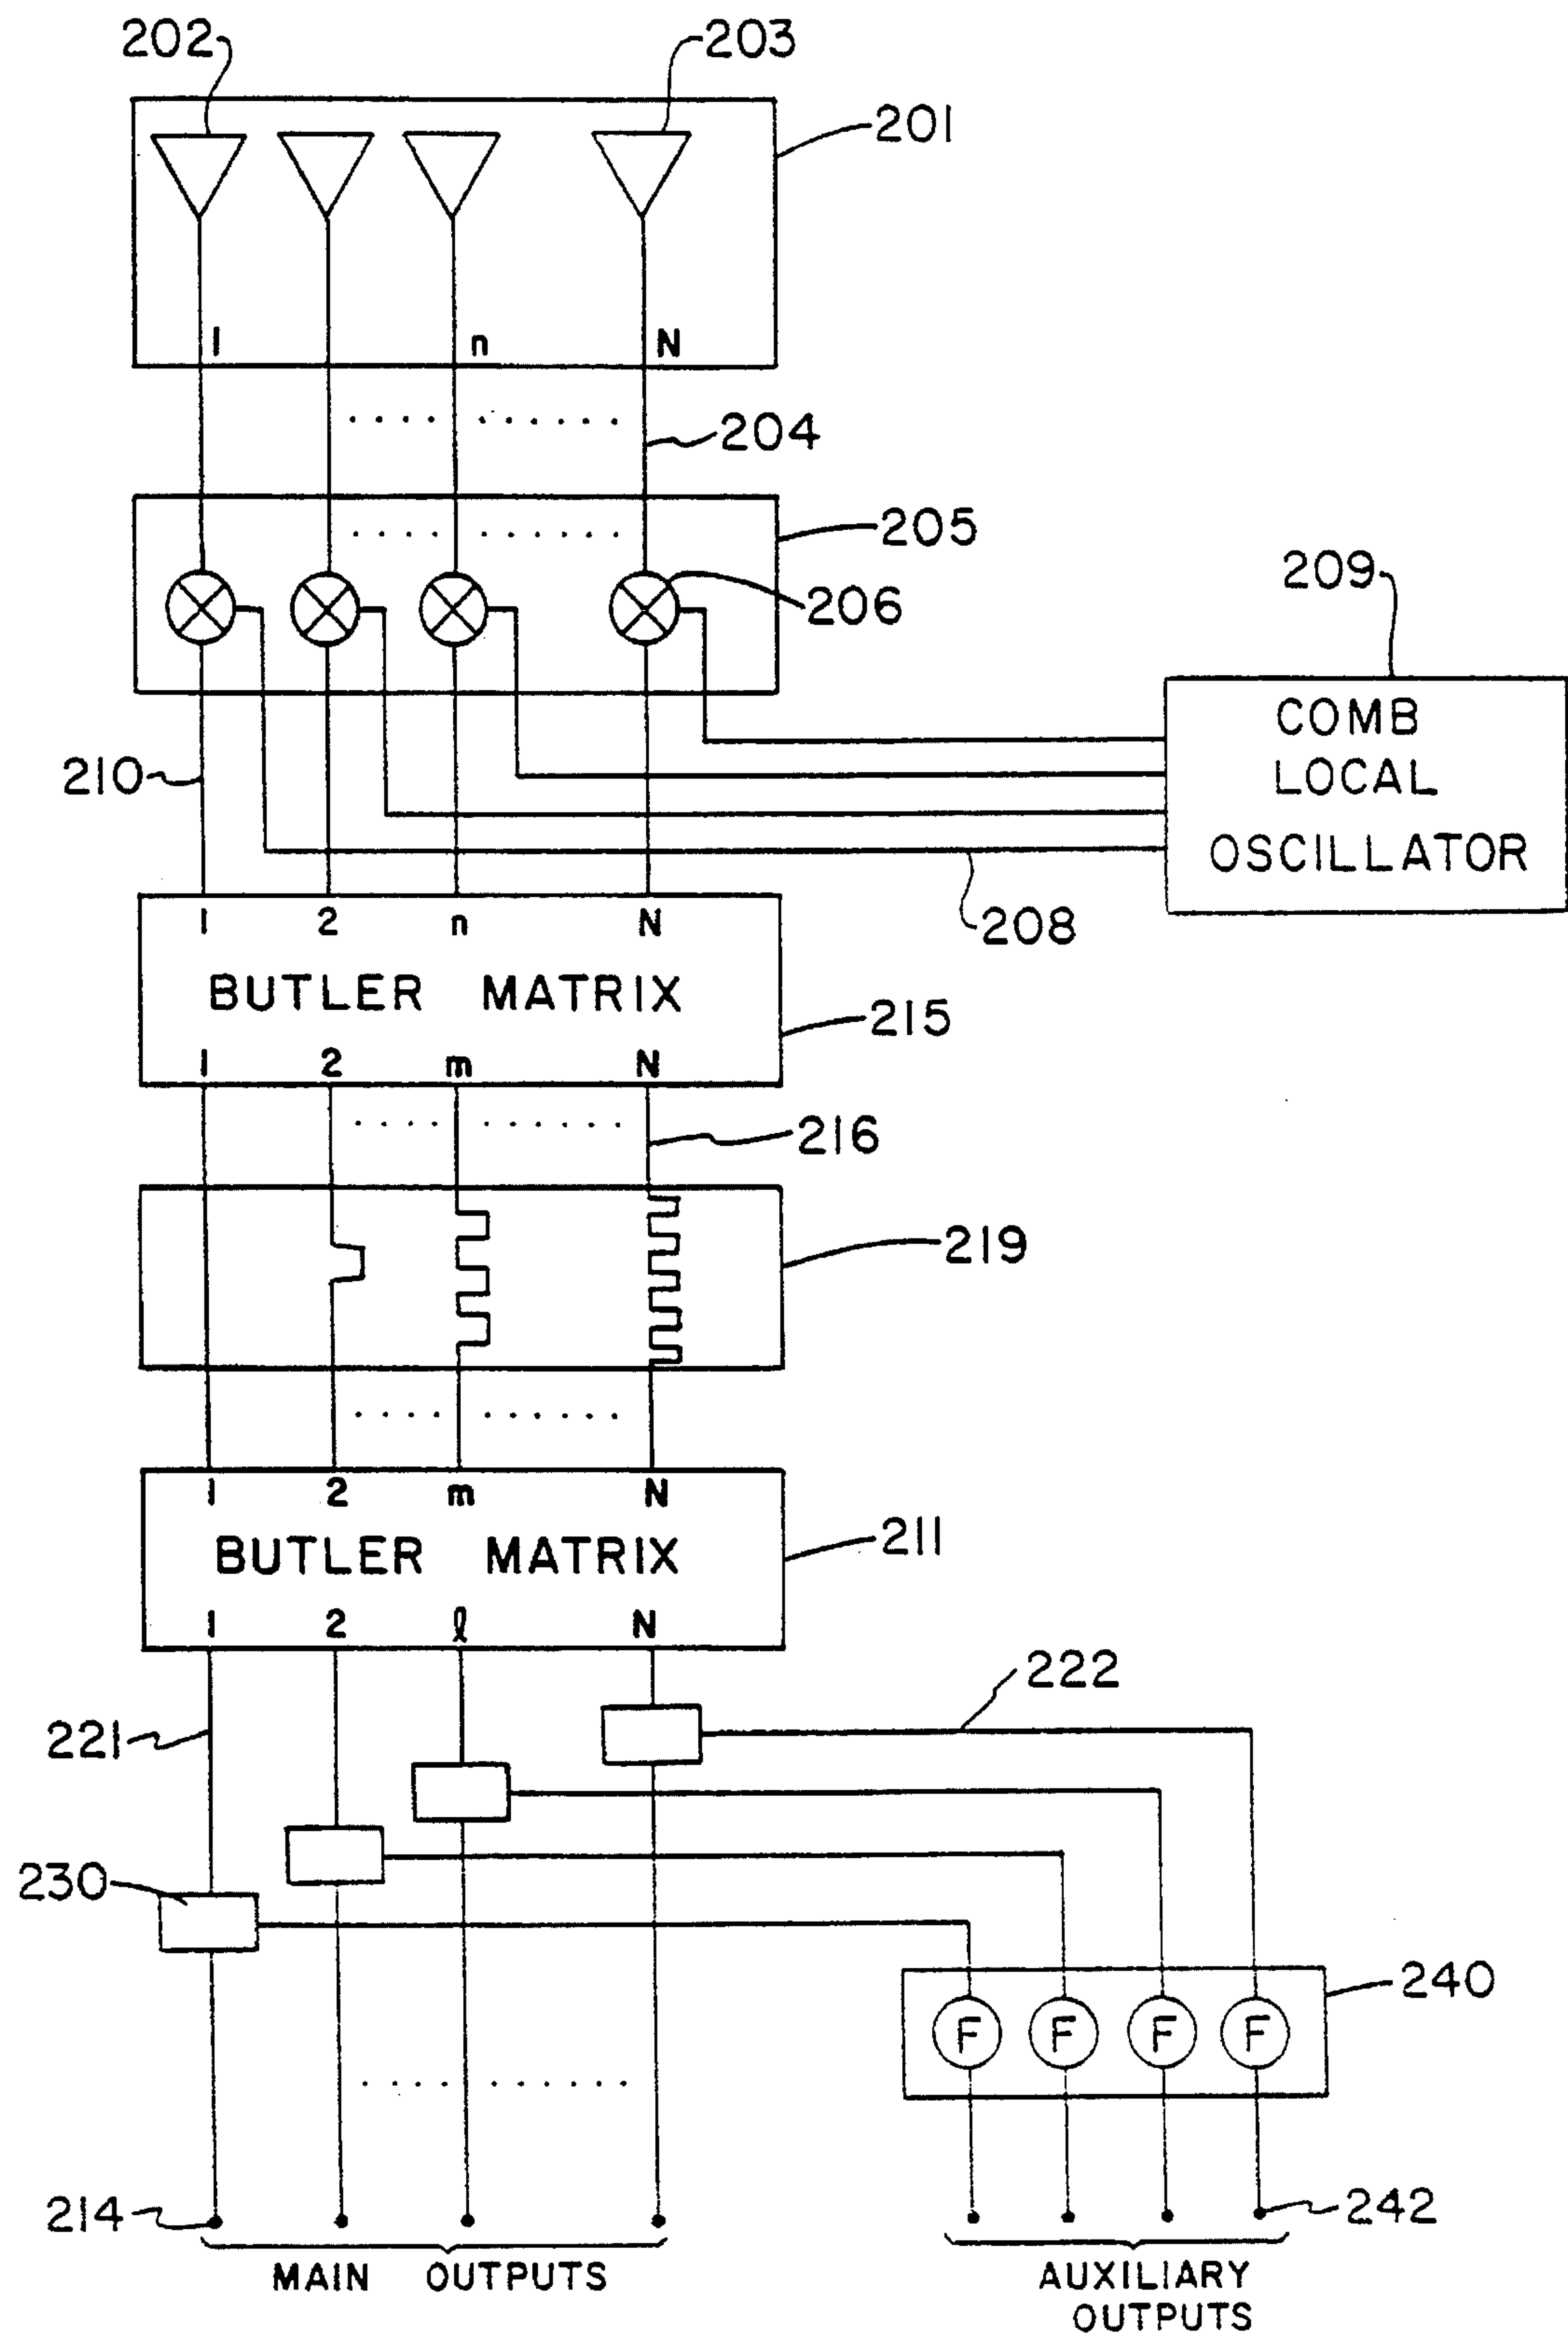 202
203
201
1 n N
204
205
206
209
COMB
LOCAL
OSCILLATOR
210
208
1 2 n N
BUTLER MATRIX
215
1 2 m N
216
219
1 2 m N
BUTLER MATRIX
211
1 2 ℓ N
222
221
230
240
F F F F
214
242
MAIN OUTPUTS
AUXILIARY
OUTPUTS